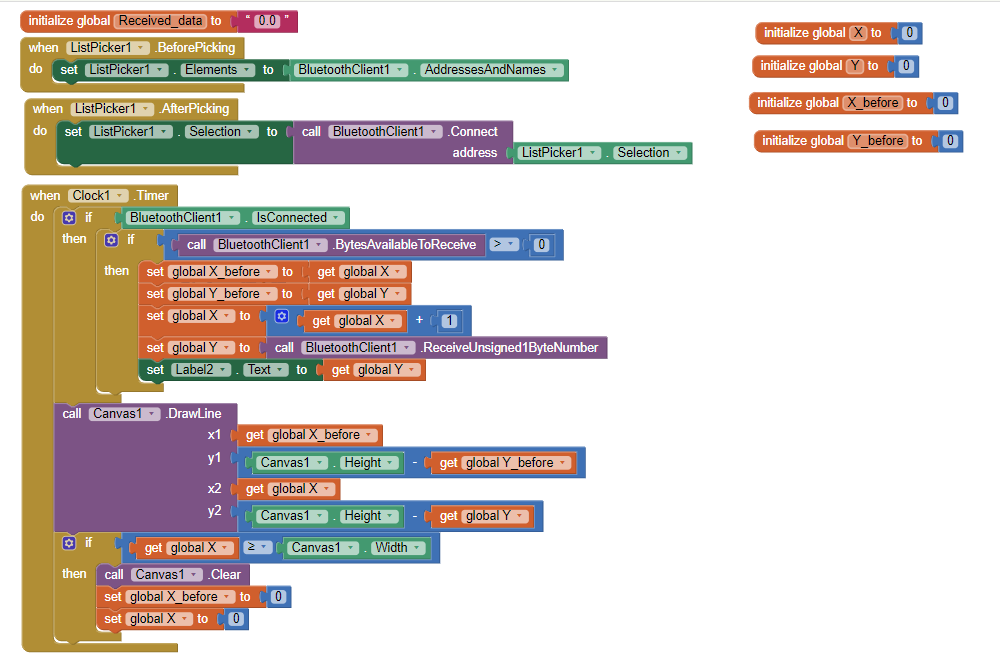 initialize global Received_data to " 0.0 "
when ListPicker1 .BeforePicking
do set ListPicker1 . Elements to BluetoothClient1 . AddressesAndNames
when ListPicker1 .AfterPicking
do set ListPicker1 . Selection to call BluetoothClient1 .Connect
address ListPicker1 . Selection
when Clock1 .Timer
do if BluetoothClient1 . IsConnected
then if call BluetoothClient1 .BytesAvailableToReceive > 0
then set global X_before to get global X
set global Y_before to get global Y
set global X to get global X + 1
set global Y to call BluetoothClient1 .ReceiveUnsigned1ByteNumber
set Label2 . Text to get global Y
call Canvas1 .DrawLine
x1 get global X_before
y1 Canvas1 . Height - get global Y_before
x2 get global X
y2 Canvas1 . Height - get global Y
if get global X ≥ Canvas1 . Width
then call Canvas1 .Clear
set global X_before to 0
set global X to 0
initialize global X to 0
initialize global Y to 0
initialize global X_before to 0
initialize global Y_before to 0